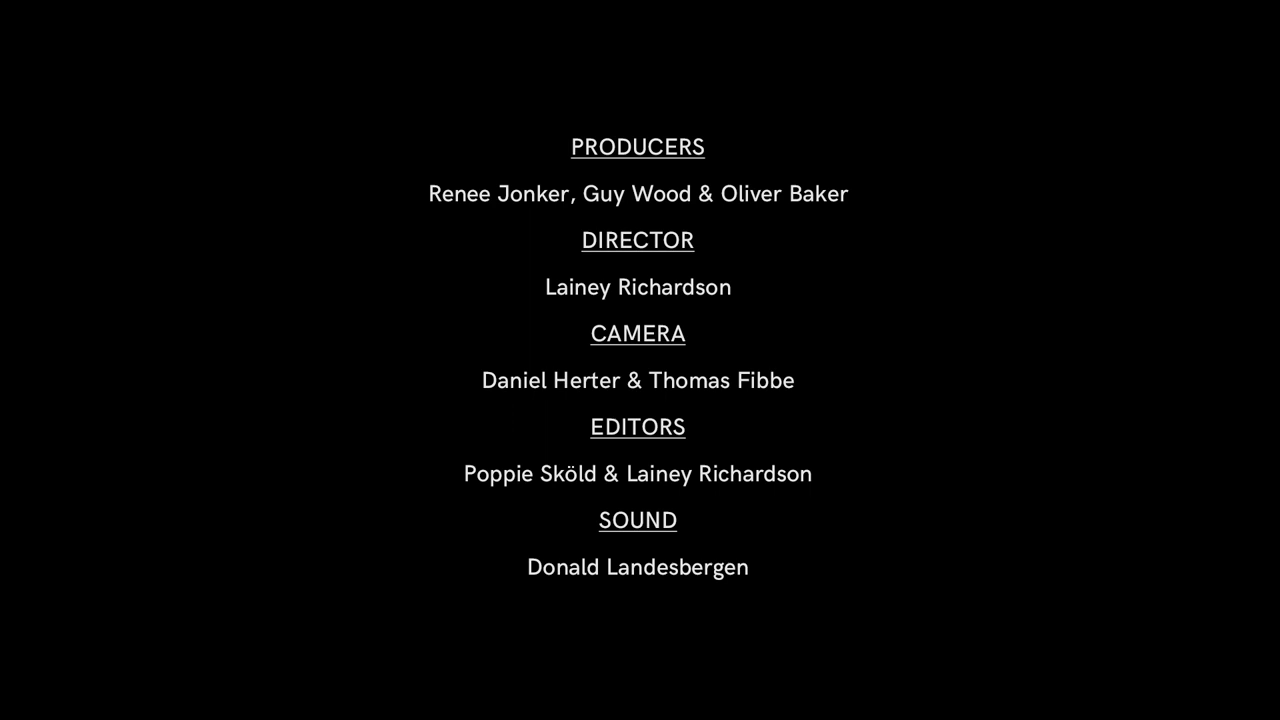 PRODUCERS
Renee Jonker, Guy Wood & Oliver Baker
DIRECTOR
Lainey Richardson
CAMERA
Daniel Herter & Thomas Fibbe
EDITORS
Poppie Sköld & Lainey Richardson
SOUND
Donald Landesbergen